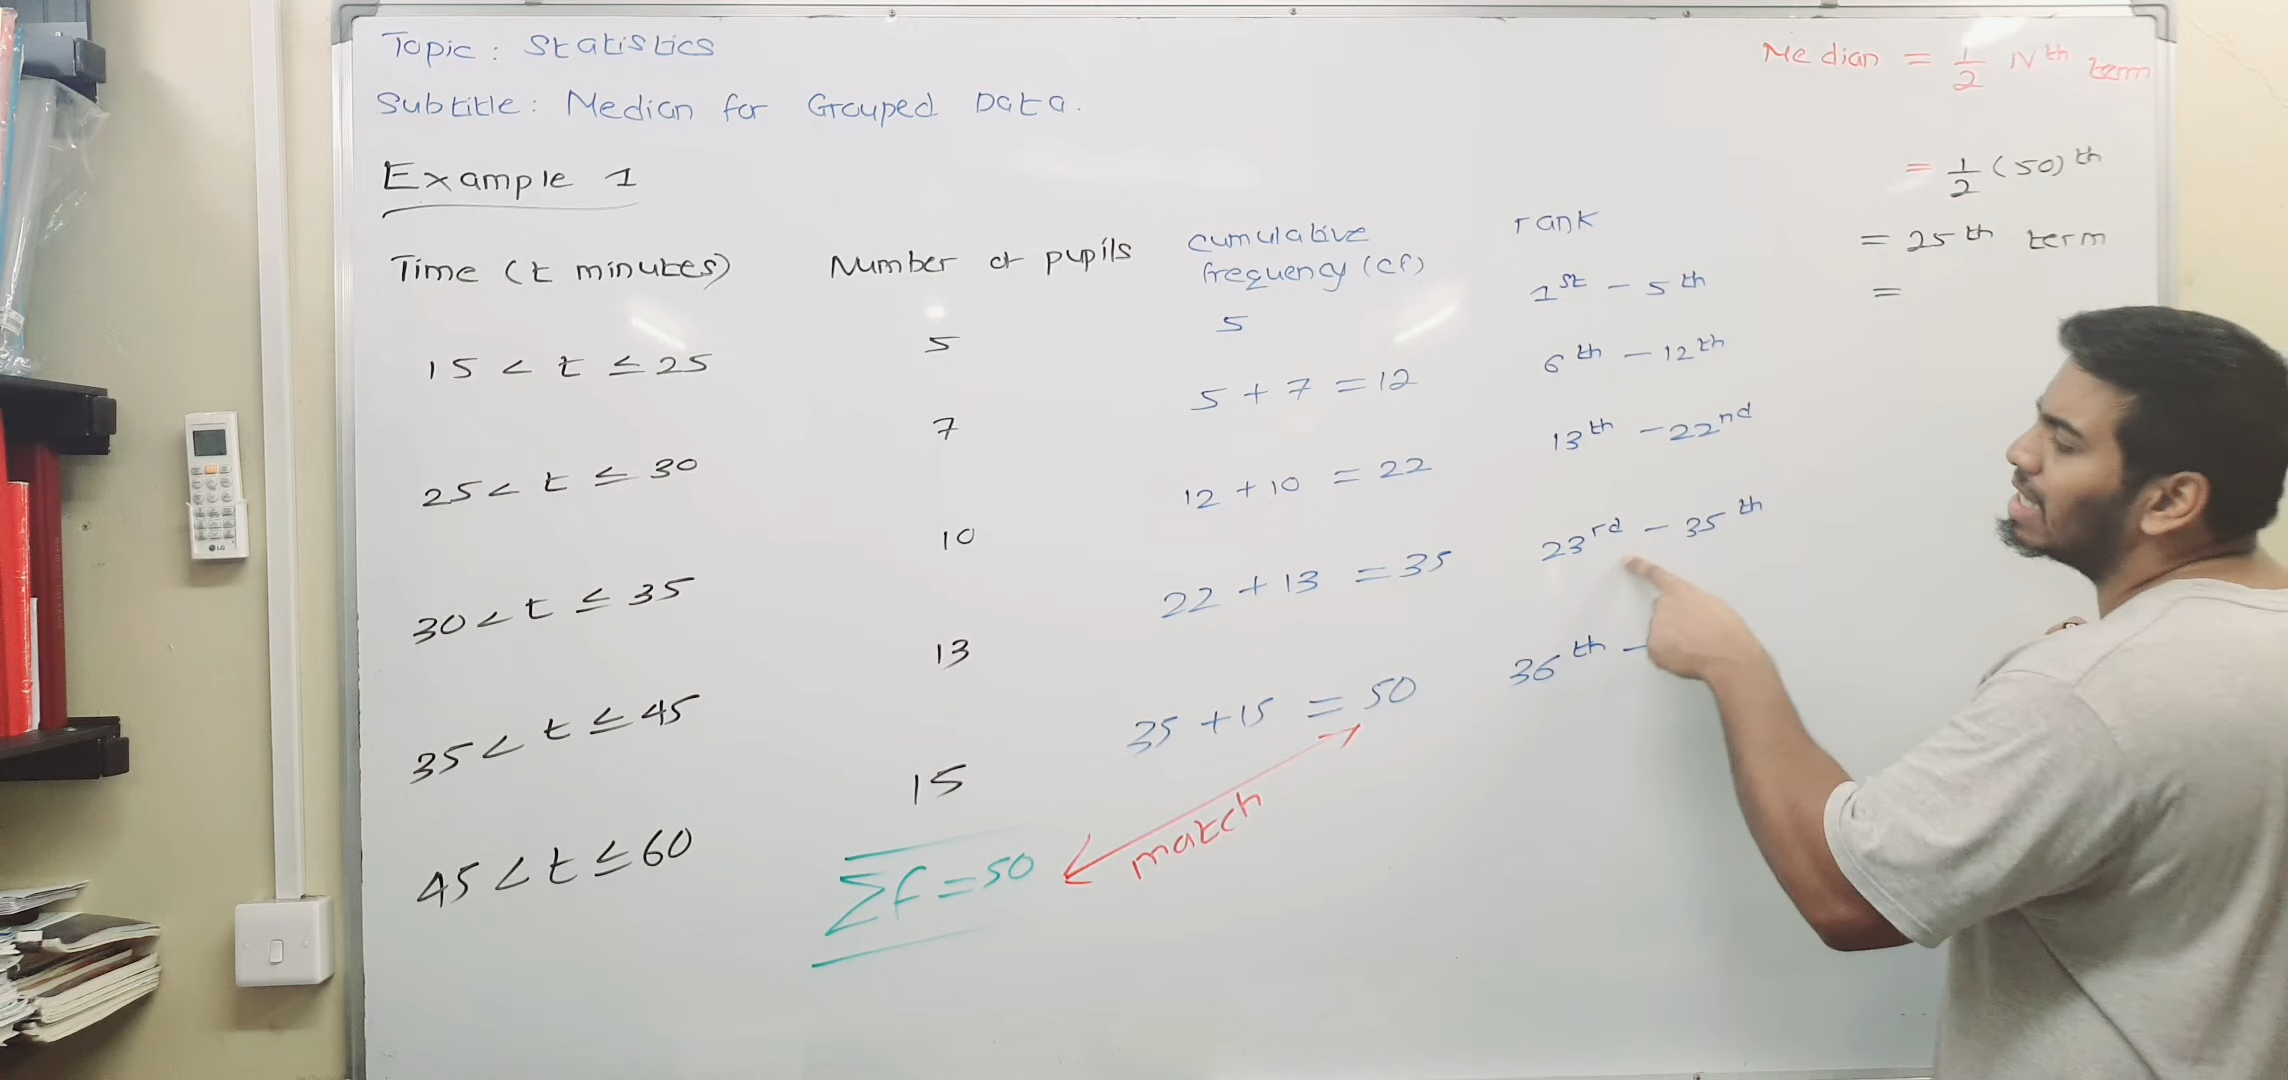 Topic: Statistics
Subtitle: Median for Grouped Data.
Example 1
Time (t minutes)
15 < t ≤ 25
25 < t ≤ 30
30 < t ≤ 35
35 < t ≤ 45
45 < t ≤ 60
Number of pupils
5
7
10
13
15
∑f = 50
cumulative
frequency (cf)
5
5 + 7 = 12
12 + 10 = 22
22 + 13 = 35
35 + 15 = 50
match
rank
1st - 5th
6th - 12th
13th - 22nd
23rd - 35th
36th -
Median = 1/2 Nth term
= 1/2 (50)th
= 25th term
=
LG